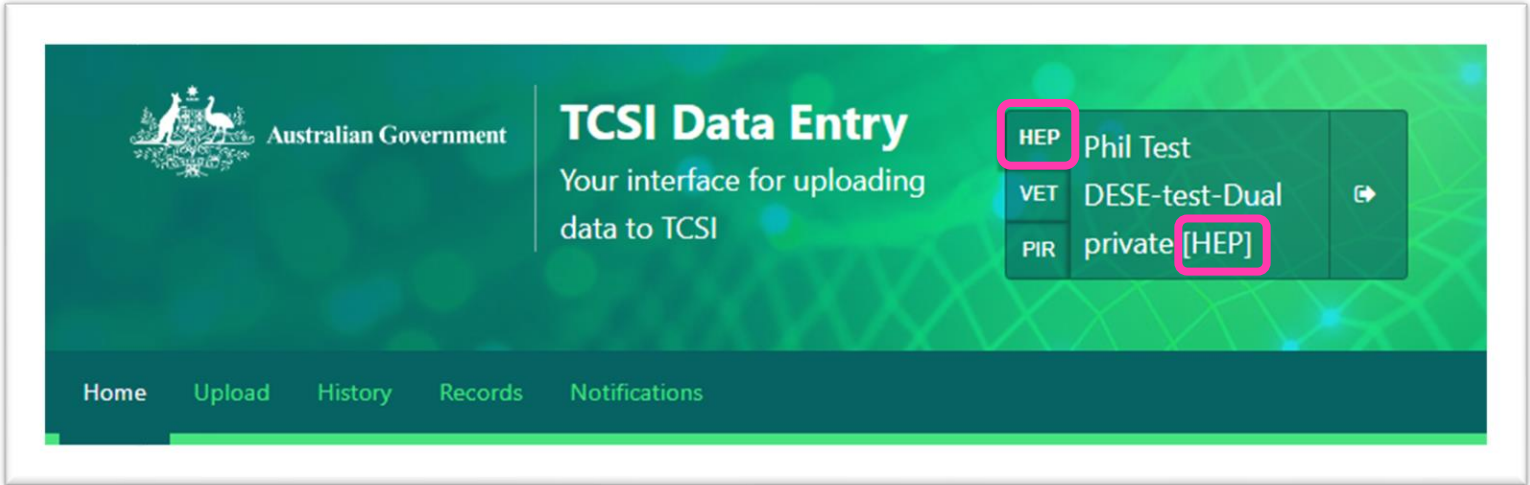 Australian Government
TCSI Data Entry
Your interface for uploading
data to TCSI
HEP
VET
PIR
Phil Test
DESE-test-Dual
private [HEP]
Home Upload History Records Notifications